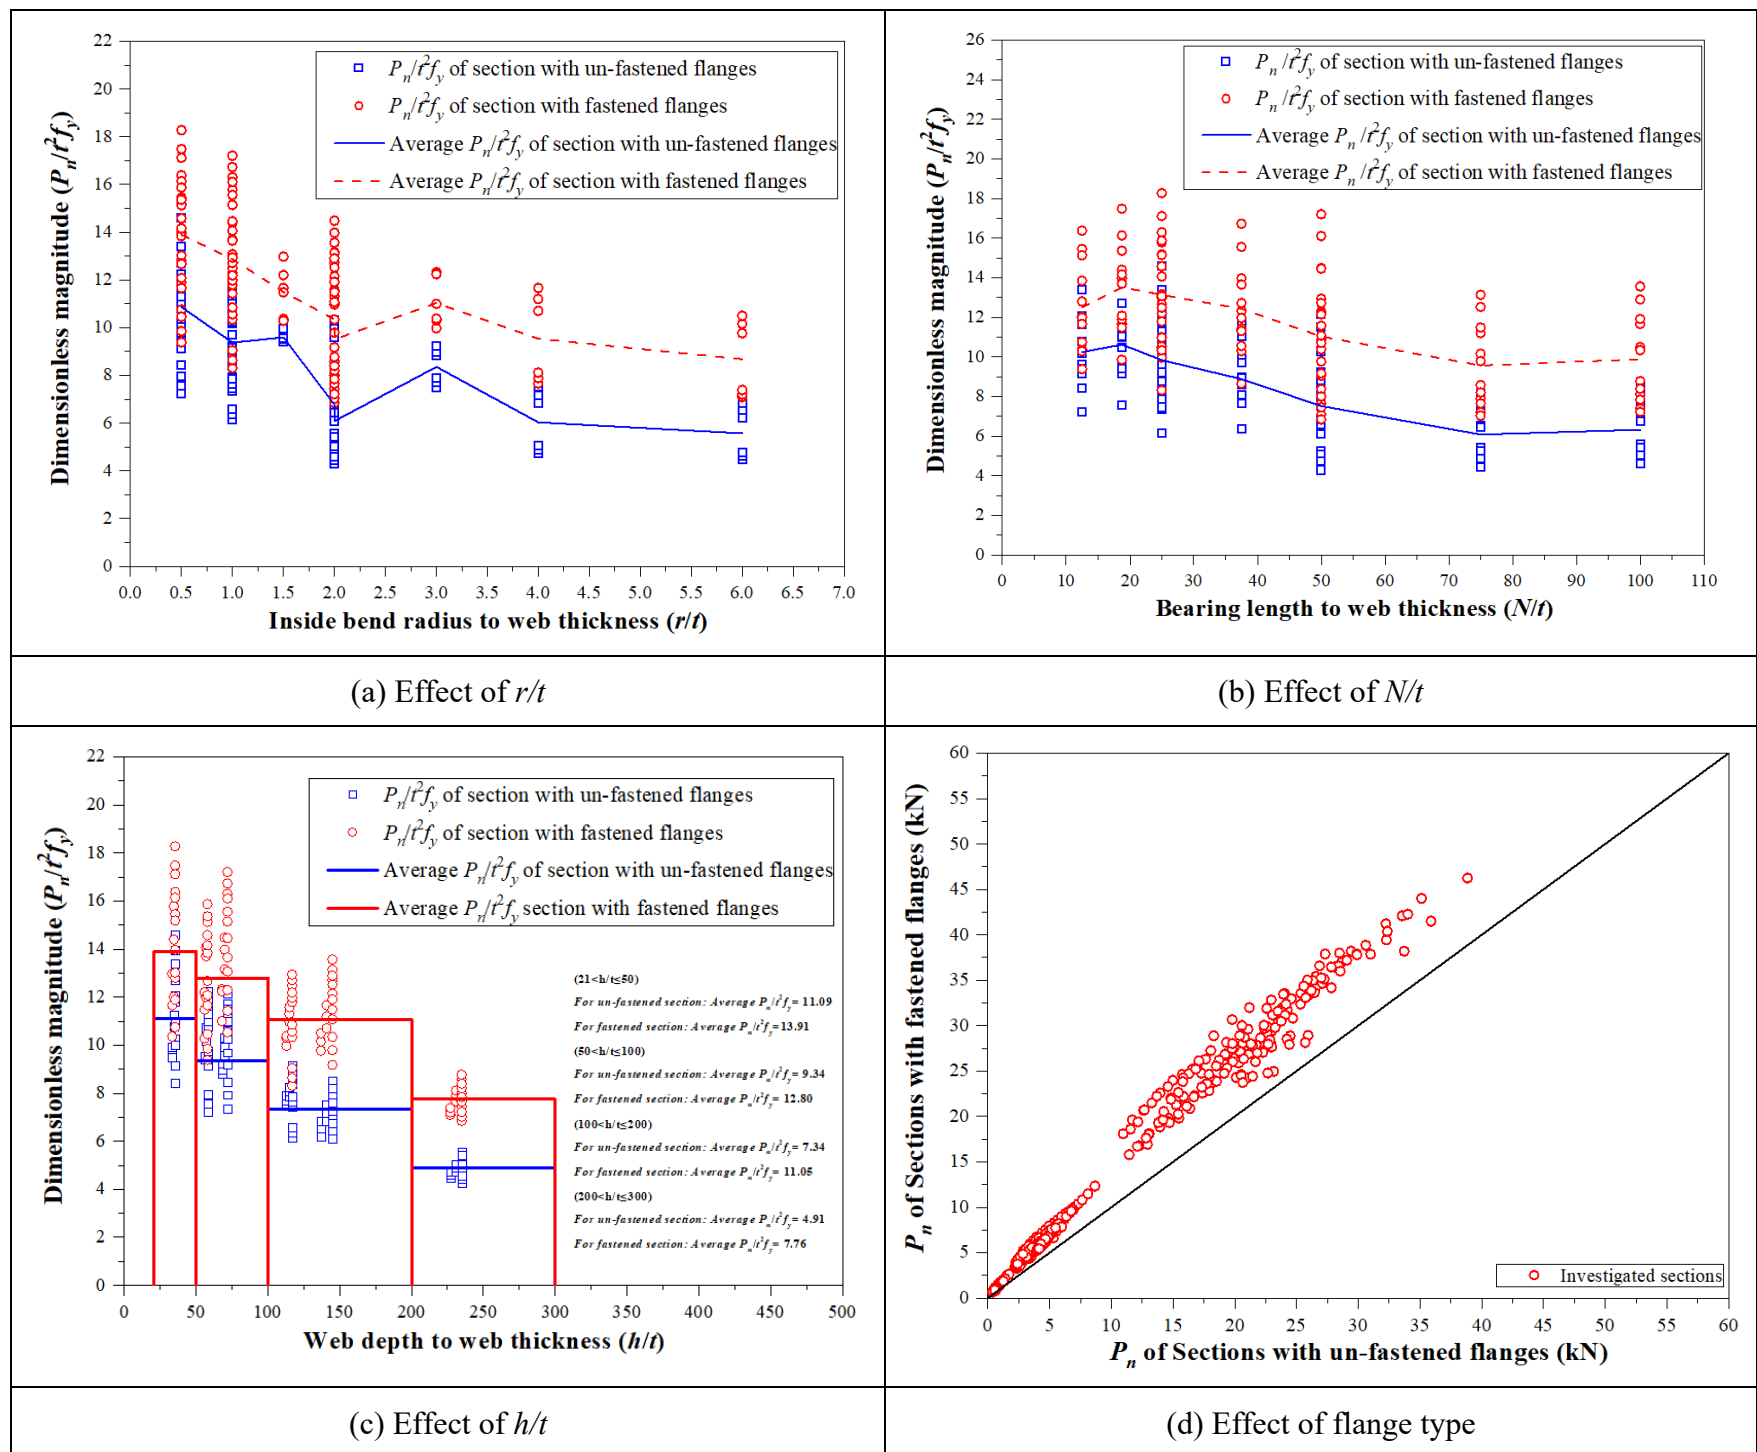 22
20
18
16
14
12
10
8
6
4
2
0
Dimensionless magnitude (Pn/t²fy)
Pn/t²fy of section with un-fastened flanges
Pn/t²fy of section with fastened flanges
Average Pn/t²fy of section with un-fastened flanges
Average Pn/t²fy of section with fastened flanges
0.0 0.5 1.0 1.5 2.0 2.5 3.0 3.5 4.0 4.5 5.0 5.5 6.0 6.5 7.0
Inside bend radius to web thickness (r/t)
26
24
22
20
18
16
14
12
10
8
6
4
2
0
Dimensionless magnitude (Pn/t²fy)
Pn /t²fy of section with un-fastened flanges
Pn /t²fy of section with fastened flanges
Average Pn /t²fy of section with un-fastened flanges
Average Pn /t²fy of section with fastened flanges
0 10 20 30 40 50 60 70 80 90 100 110
Bearing length to web thickness (N/t)
(a) Effect of r/t
(b) Effect of N/t
22
20
18
16
14
12
10
8
6
4
2
0
Dimensionless magnitude (Pn/t²fy)
Pn/t²fy of section with un-fastened flanges
Pn/t²fy of section with fastened flanges
Average Pn/t²fy of section with un-fastened flanges
Average Pn/t²fy section with fastened flanges
(21<h/t≤50)
For un-fastened section: Average Pn/t²fy= 11.09
For fastened section: Average Pn/t²fy=13.91
(50<h/t≤100)
For un-fastened section: Average Pn/t²fy= 9.34
For fastened section: Average Pn/t²fy= 12.80
(100<h/t≤200)
For un-fastened section: Average Pn/t²fy= 7.34
For fastened section: Average Pn/t²fy= 11.05
(200<h/t≤300)
For un-fastened section: Average Pn/t²fy= 4.91
For fastened section: Average Pn/t²fy= 7.76
0 50 100 150 200 250 300 350 400 450 500
Web depth to web thickness (h/t)
60
55
50
45
40
35
30
25
20
15
10
5
0
Pn of Sections with fastened flanges (kN)
Investigated sections
0 5 10 15 20 25 30 35 40 45 50 55 60
Pn of Sections with un-fastened flanges (kN)
(c) Effect of h/t
(d) Effect of flange type